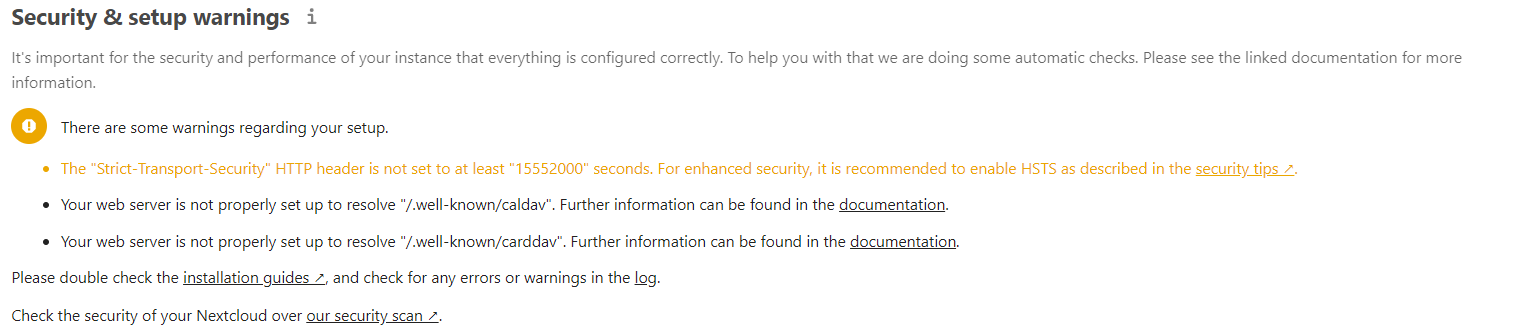 Security & setup warnings i
It's important for the security and performance of your instance that everything is configured correctly. To help you with that we are doing some automatic checks. Please see the linked documentation for more
information.
There are some warnings regarding your setup.
• The "Strict-Transport-Security" HTTP header is not set to at least "15552000" seconds. For enhanced security, it is recommended to enable HSTS as described in the security tips ↗.
• Your web server is not properly set up to resolve "/.well-known/caldav". Further information can be found in the documentation.
• Your web server is not properly set up to resolve "/.well-known/carddav". Further information can be found in the documentation.
Please double check the installation guides ↗, and check for any errors or warnings in the log.
Check the security of your Nextcloud over our security scan ↗.